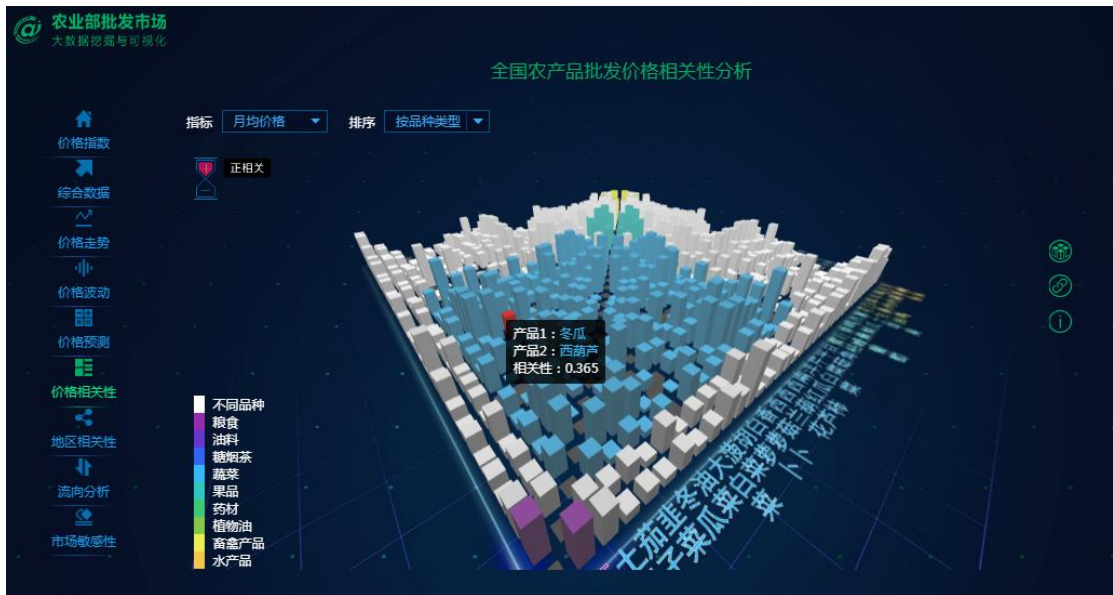 农业部批发市场
大数据挖掘与可视化
全国农产品批发价格相关性分析
指标 月均价格 排序 按品种类型
正相关
价格指数
综合数据
价格走势
价格波动
价格预测
价格相关性
地区相关性
流向分析
市场敏感性
产品1：冬瓜
产品2：西葫芦
相关性：0.365
不同品种
粮食
油料
糖烟茶
蔬菜
果品
药材
植物油
畜禽产品
水产品